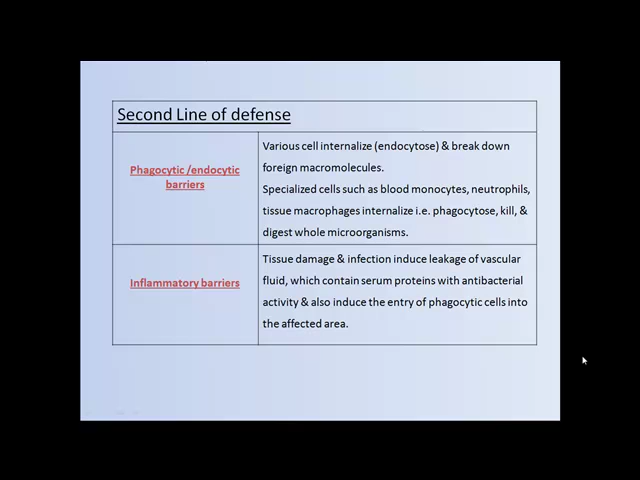 Second Line of defense
Phagocytic /endocytic
barriers
Various cell internalize (endocytose) & break down
foreign macromolecules.
Specialized cells such as blood monocytes, neutrophils,
tissue macrophages internalize i.e. phagocytose, kill, &
digest whole microorganisms.
Inflammatory barriers
Tissue damage & infection induce leakage of vascular
fluid, which contain serum proteins with antibacterial
activity & also induce the entry of phagocytic cells into
the affected area.